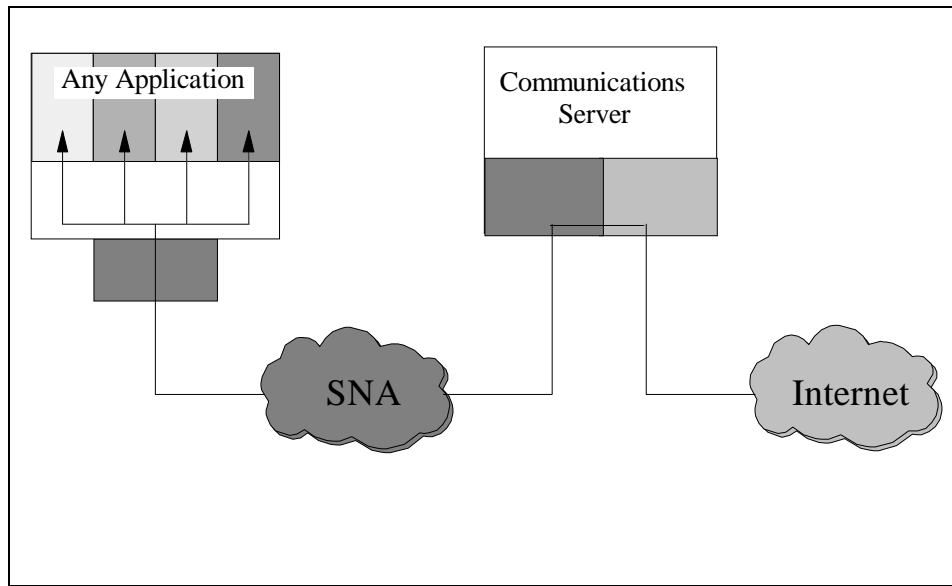 Any Application
Communications
Server
SNA
Internet